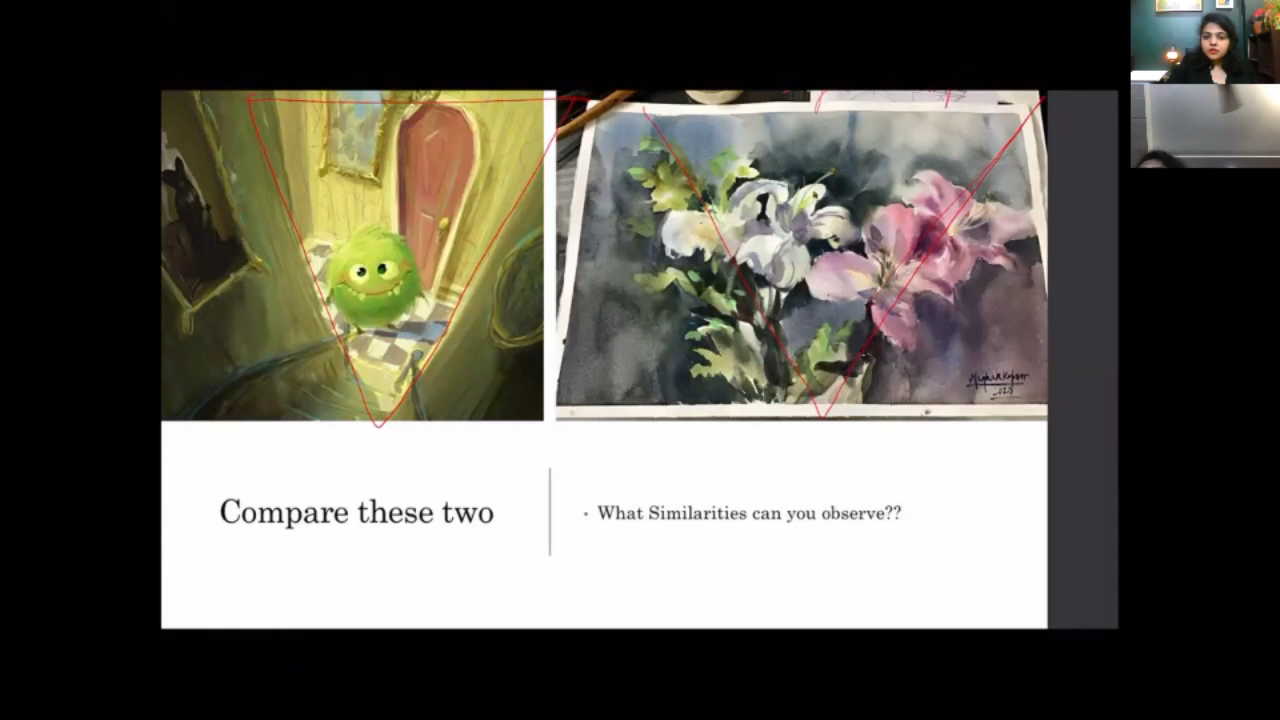 Compare these two
• What Similarities can you observe??